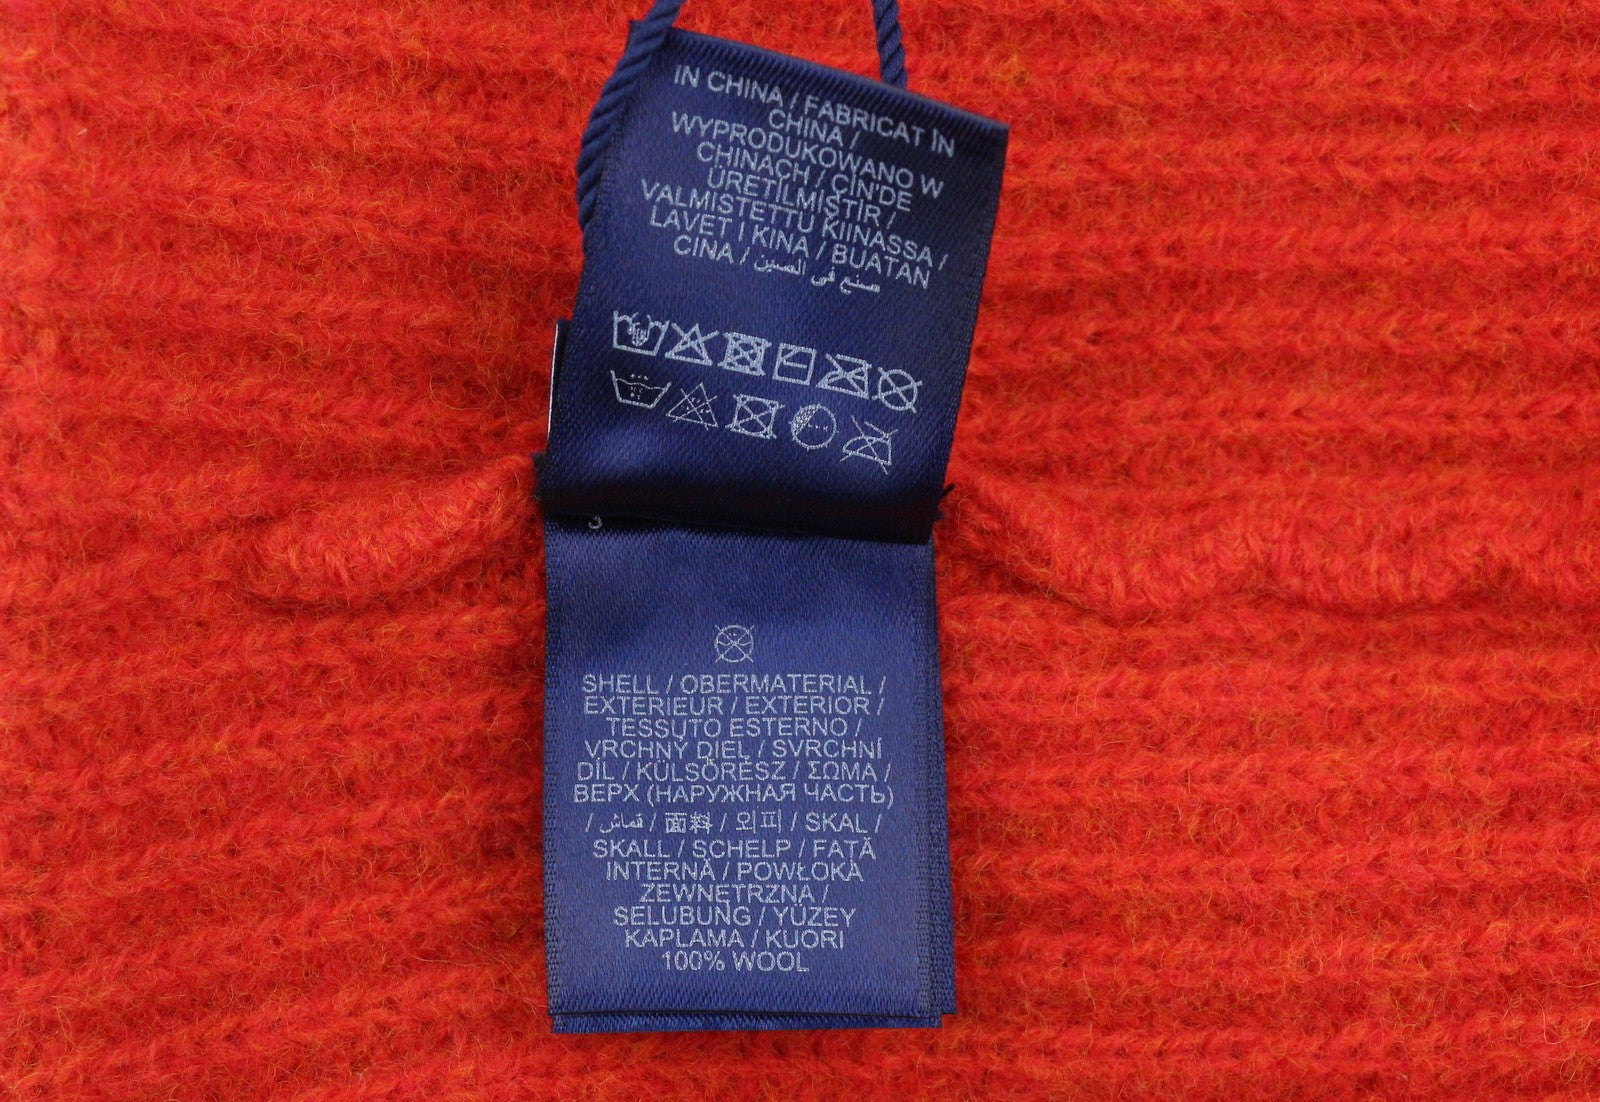 IN CHINA / FABRICAT ÎN
CHINA /
WYPRODUKOWANO W
CHINACH / ÇİN'DE
ÜRETİLMİŞTİR /
VALMISTETTU KIINASSA /
LAVET I KINA / BUATAN
CINA / صنع في الصين
SHELL / OBERMATERIAL /
EXTERIEUR / EXTERIOR /
TESSUTO ESTERNO /
VRCHNÝ DIEL / SVRCHNÍ
DÍL / KÜLSŐRÉSZ / ΣΩΜΑ /
ВЕРХ (НАРУЖНАЯ ЧАСТЬ)
/ قماش / 面料 / 외피 / SKAL /
SKALL / SCHELP / FAȚĂ
INTERNĂ / POWŁOKA
ZEWNĘTRZNA /
SELUBUNG / YÜZEY
KAPLAMA / KUORI
100% WOOL